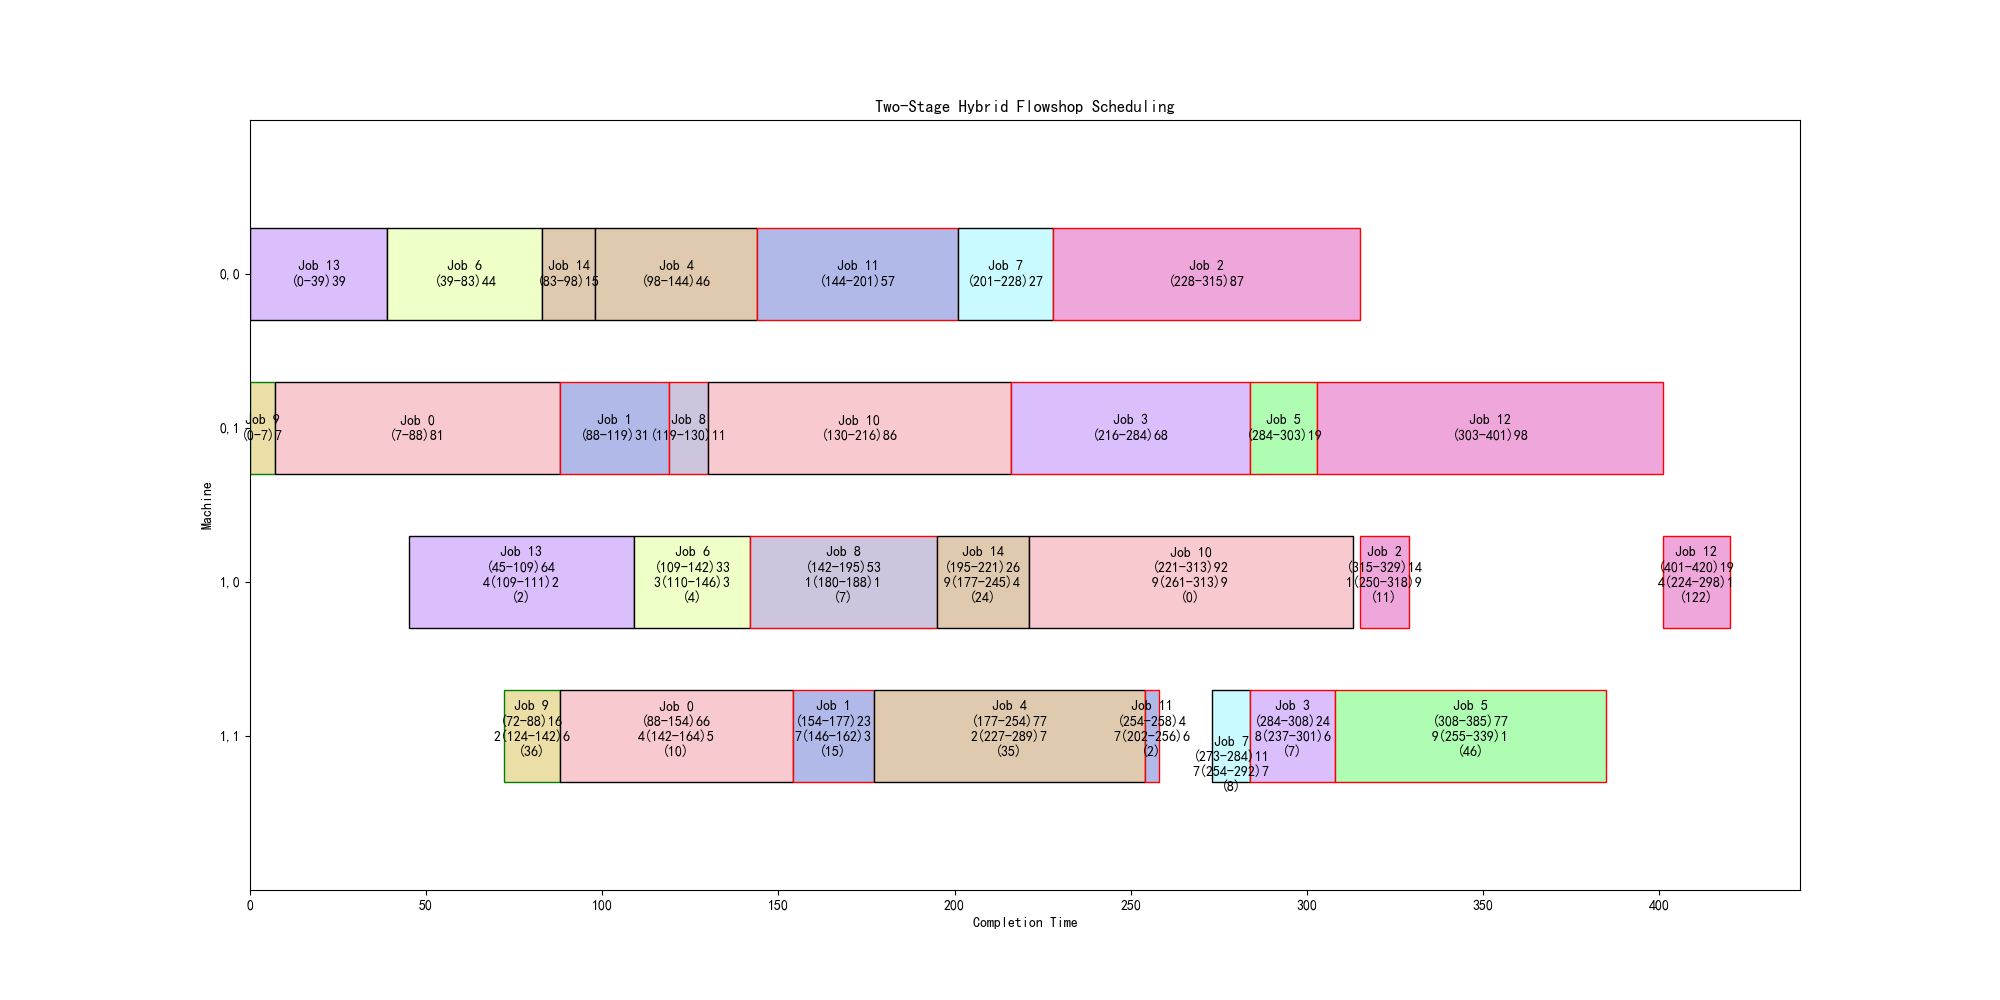 Two-Stage Hybrid Flowshop Scheduling
0,0
Job 13
(0-39)39
Job 6
(39-83)44
Job 14
(83-98)15
Job 4
(98-144)46
Job 11
(144-201)57
Job 7
(201-228)27
Job 2
(228-315)87
0,1
Job 9
(0-7)7
Job 0
(7-88)81
Job 1
(88-119)31
Job 8
(119-130)11
Job 10
(130-216)86
Job 3
(216-284)68
Job 5
(284-303)19
Job 12
(303-401)98
Machine
1,0
Job 13
(45-109)64
4(109-111)2
(2)
Job 6
(109-142)33
3(110-146)3
(4)
Job 8
(142-195)53
1(180-188)1
(7)
Job 14
(195-221)26
9(177-245)4
(24)
Job 10
(221-313)92
9(261-313)9
(0)
Job 2
(315-329)14
1(250-318)9
(11)
Job 12
(401-420)19
4(224-298)1
(122)
1,1
Job 9
(72-88)16
2(124-142)6
(36)
Job 0
(88-154)66
4(142-164)5
(10)
Job 1
(154-177)23
7(146-162)3
(15)
Job 4
(177-254)77
2(227-289)7
(35)
Job 11
(254-258)4
7(202-256)6
(2)
Job 7
(273-284)11
7(254-292)7
(8)
Job 3
(284-308)24
8(237-301)6
(7)
Job 5
(308-385)77
9(255-339)1
(46)
0
50
100
150
200
250
300
350
400
Completion Time